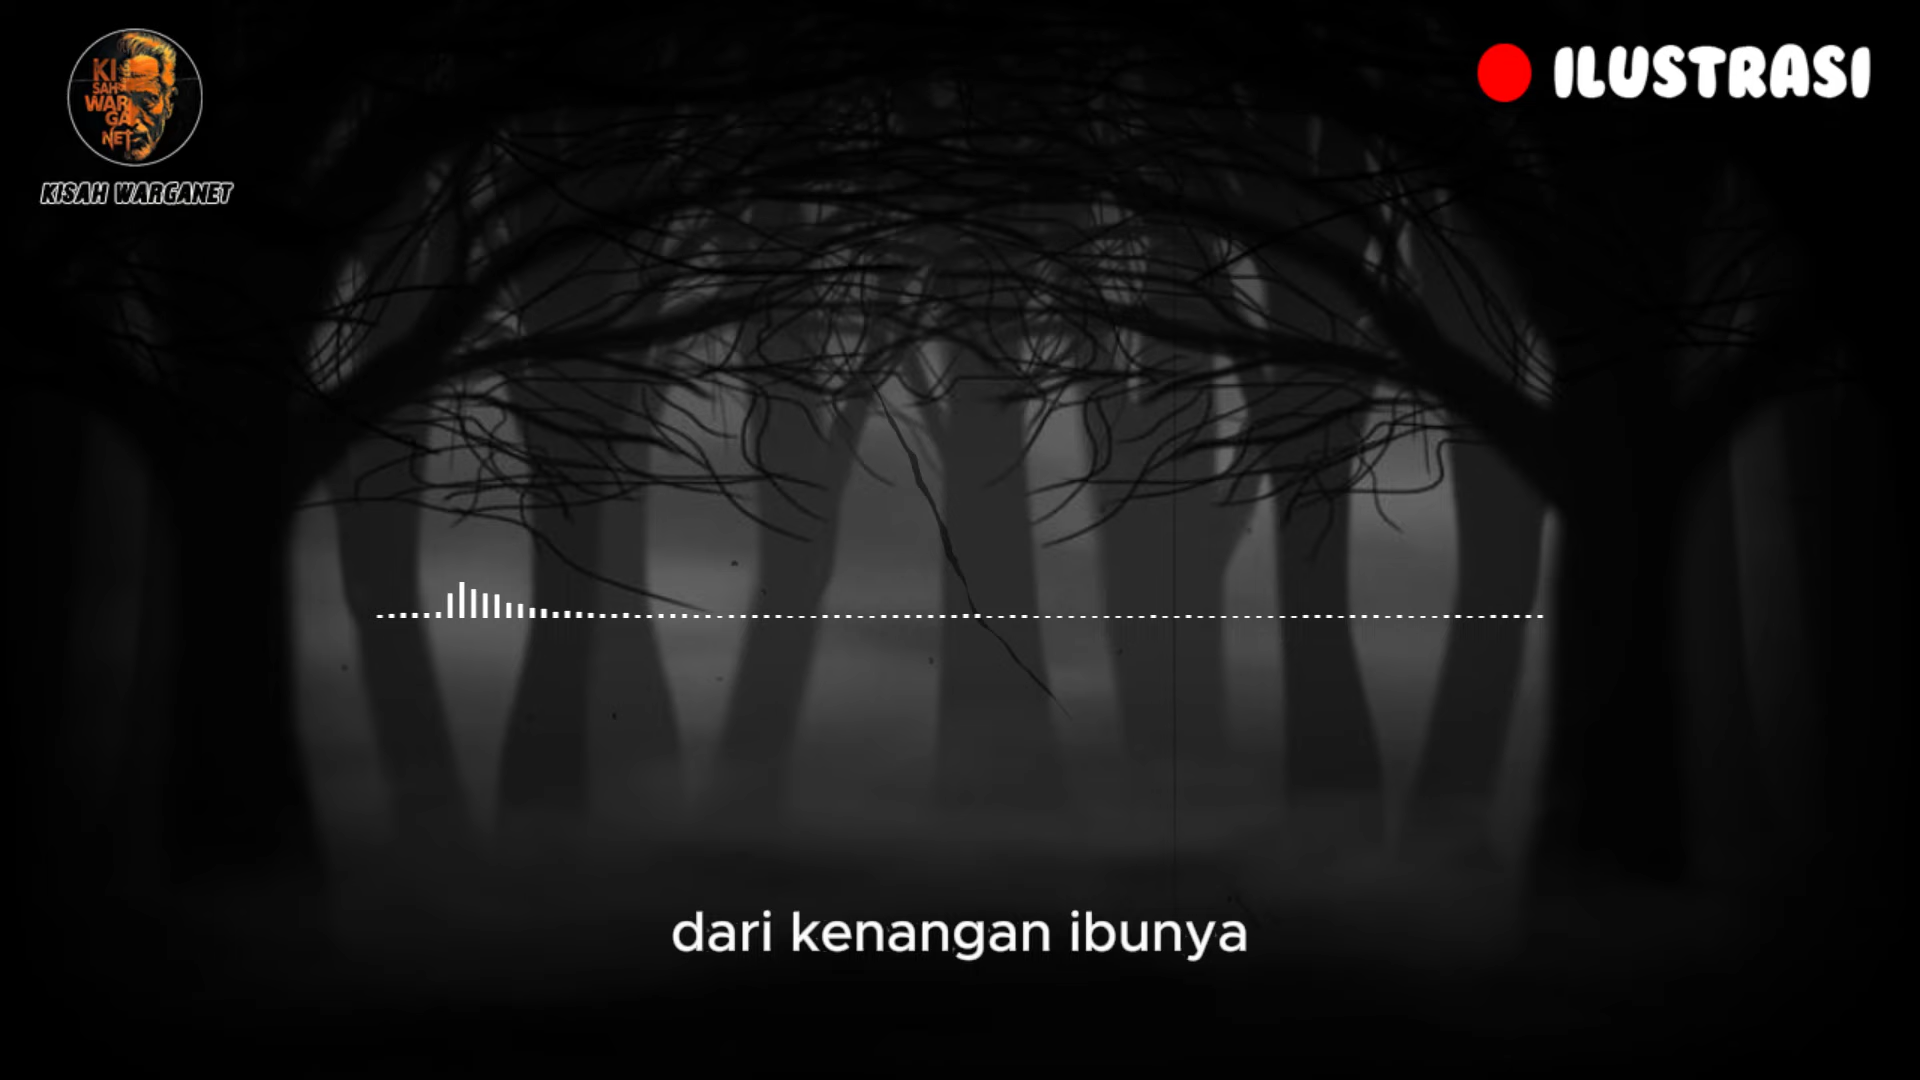 KI
SAH
WAR
GA
NET
KISAH WARGANET
ILUSTRASI
dari kenangan ibunya